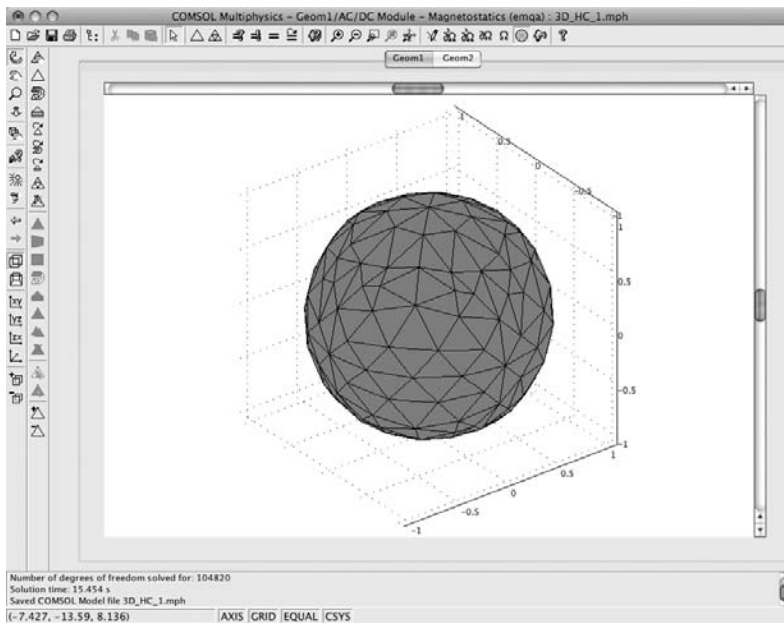 COMSOL Multiphysics – Geom1/AC/DC Module – Magnetostatics (emqa) : 3D_HC_1.mph
Geom1 Geom2
1
0.5
0
-0.5
-1
1
0.5
0
-0.5
-1
1
0.5
0
-0.5
-1
Number of degrees of freedom solved for: 104820
Solution time: 15.454 s
Saved COMSOL Model file 3D_HC_1.mph
(-7.427, -13.59, 8.136) AXIS GRID EQUAL CSYS